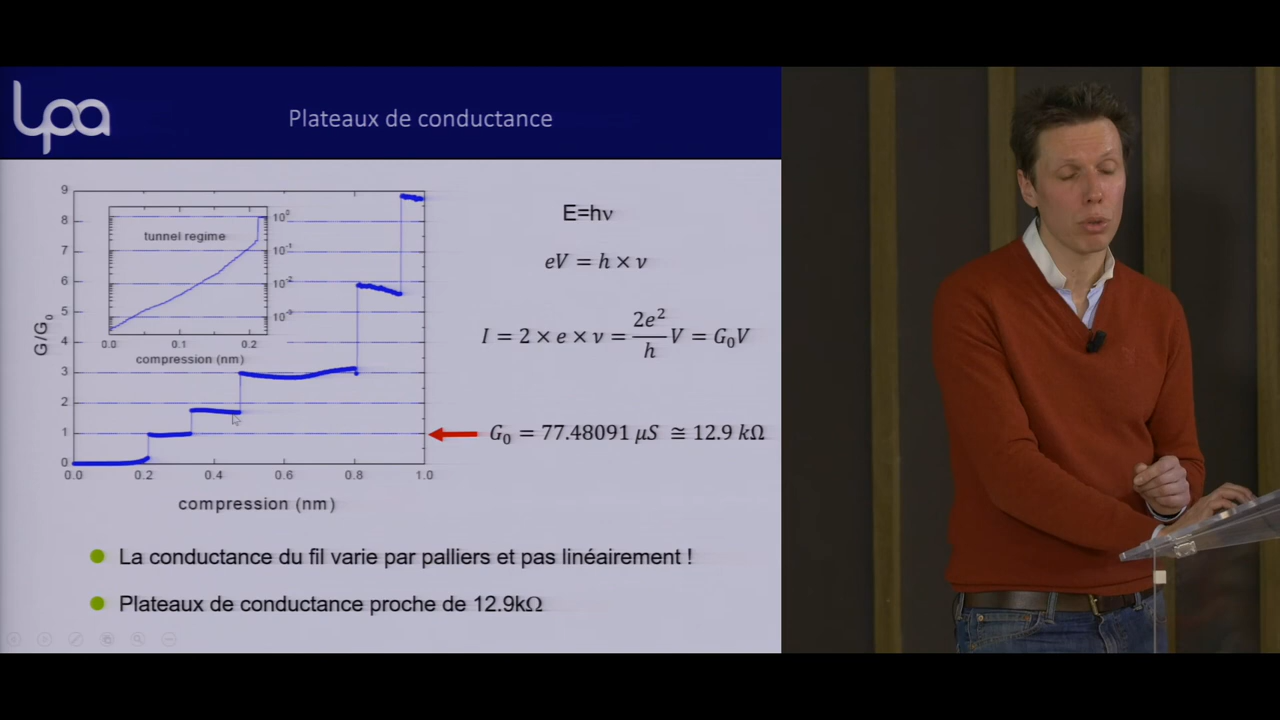 lpa
Plateaux de conductance
9
8
7
6
5
4
3
2
1
0
G/G₀
0.0 0.2 0.4 0.6 0.8 1.0
compression (nm)
tunnel regime
10⁰
10⁻¹
10⁻²
10⁻³
0.0 0.1 0.2
compression (nm)
E=hν
eV = h × ν
I = 2 × e × ν = 2e²/h V = G₀V
G₀ = 77.48091 μS ≅ 12.9 kΩ
La conductance du fil varie par palliers et pas linéairement !
Plateaux de conductance proche de 12.9kΩ